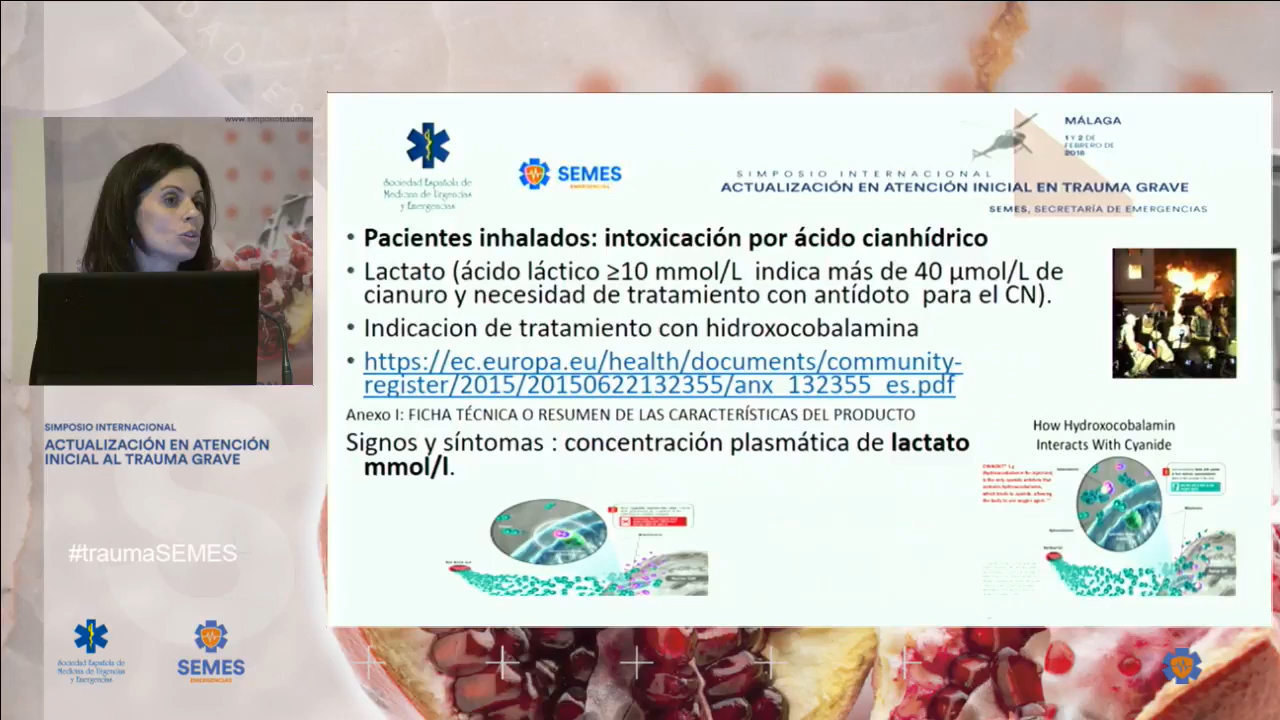 www.simposiotrauma
SIMPOSIO INTERNACIONAL
ACTUALIZACIÓN EN ATENCIÓN
INICIAL AL TRAUMA GRAVE
#traumaSEMES
Sociedad Española de
Medicina de Urgencias
y Emergencias
SEMES
EMERGENCIAS
Sociedad Española de
Medicina de Urgencias
y Emergencias
SEMES
EMERGENCIAS
MÁLAGA
1 Y 2 DE
FEBRERO DE
2018
SIMPOSIO INTERNACIONAL
ACTUALIZACIÓN EN ATENCIÓN INICIAL EN TRAUMA GRAVE
SEMES, SECRETARÍA DE EMERGENCIAS
• Pacientes inhalados: intoxicación por ácido cianhídrico
• Lactato (ácido láctico ≥10 mmol/L indica más de 40 µmol/L de
cianuro y necesidad de tratamiento con antídoto para el CN).
• Indicacion de tratamiento con hidroxocobalamina
• https://ec.europa.eu/health/documents/community-
register/2015/20150622132355/anx_132355_es.pdf
Anexo I: FICHA TÉCNICA O RESUMEN DE LAS CARACTERÍSTICAS DEL PRODUCTO
Signos y síntomas : concentración plasmática de lactato
mmol/l.
How Hydroxocobalamin
Interacts With Cyanide